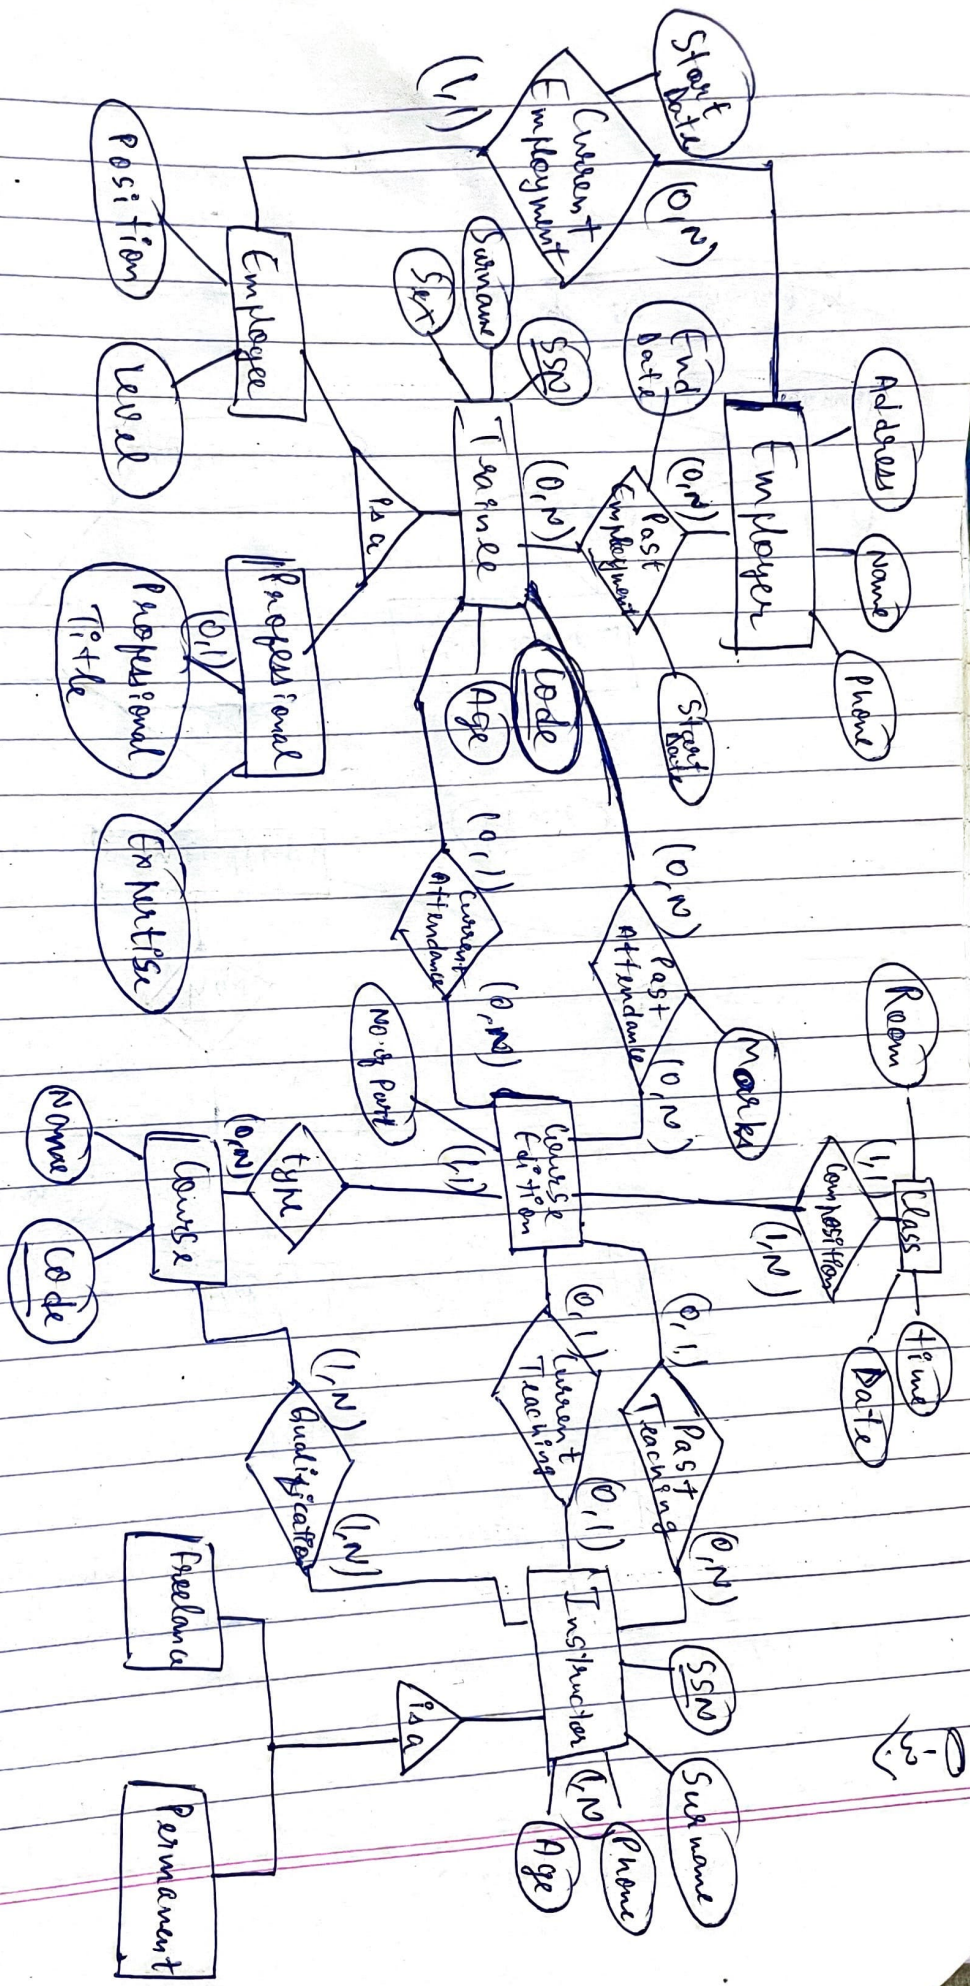 Q-3)
Start
Date
Current
Employment
(1,1)
(0,N)
Address
Name
Phone
Employer
End
Date
(0,N)
Past
Employment
Start
Date
(0,N)
Surname
Sex
SSN
Trainee
Code
Age
Employee
Position
Level
isa
Professional
(0,1)
Professional
Title
Expertise
(0,N)
Past
Attendance
(0,N)
Marks
(0,1)
Current
Attendance
(0,N)
No. of Part
Course
Edition
(1,1)
type
(0,N)
Course
Name
Code
Room
Class
Time
Date
(1,1)
Composition
(1,N)
(0,1)
Past
Teaching
(0,N)
(0,1)
Current
Teaching
(0,1)
(1,N)
Qualification
(1,N)
Instructor
SSN
Surname
(1,N)
Phone
Age
isa
Freelance
Permanent